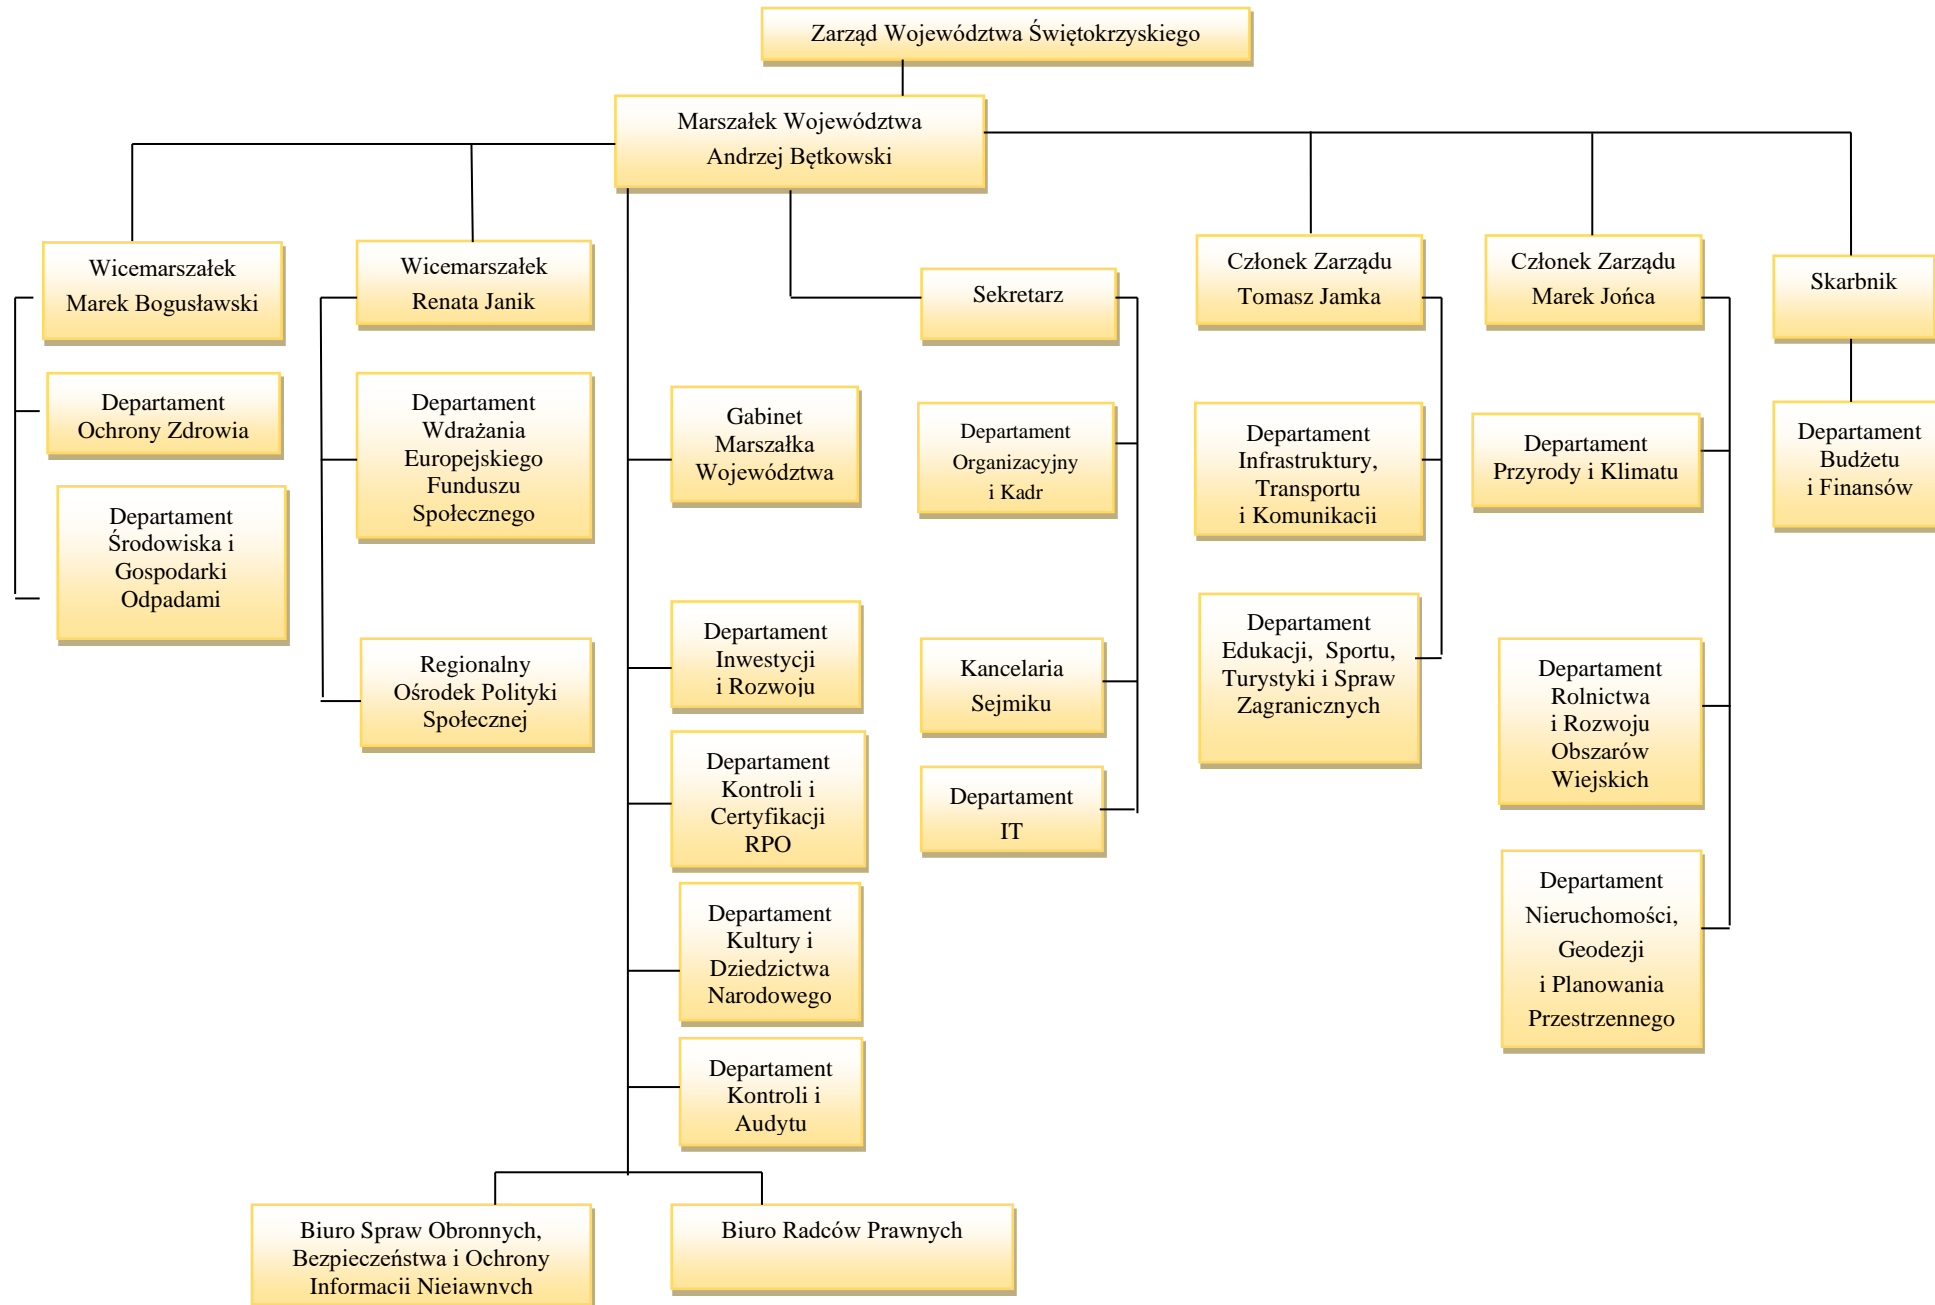 Zarząd Województwa Świętokrzyskiego
Marszałek Województwa
Andrzej Bętkowski
Wicemarszałek
Marek Bogusławski
Departament
Ochrony Zdrowia
Departament
Środowiska i
Gospodarki
Odpadami
Wicemarszałek
Renata Janik
Departament
Wdrażania
Europejskiego
Funduszu
Społecznego
Regionalny
Ośrodek Polityki
Społecznej
Gabinet
Marszałka
Województwa
Departament
Inwestycji
i Rozwoju
Departament
Kontroli i
Certyfikacji
RPO
Departament
Kultury i
Dziedzictwa
Narodowego
Departament
Kontroli i
Audytu
Biuro Spraw Obronnych,
Bezpieczeństwa i Ochrony
Informacji Niejawnych
Biuro Radców Prawnych
Sekretarz
Departament
Organizacyjny
i Kadr
Kancelaria
Sejmiku
Departament
IT
Członek Zarządu
Tomasz Jamka
Departament
Infrastruktury,
Transportu
i Komunikacji
Departament
Edukacji, Sportu,
Turystyki i Spraw
Zagranicznych
Członek Zarządu
Marek Jońca
Departament
Przyrody i Klimatu
Departament
Rolnictwa
i Rozwoju
Obszarów
Wiejskich
Departament
Nieruchomości,
Geodezji
i Planowania
Przestrzennego
Skarbnik
Departament
Budżetu
i Finansów